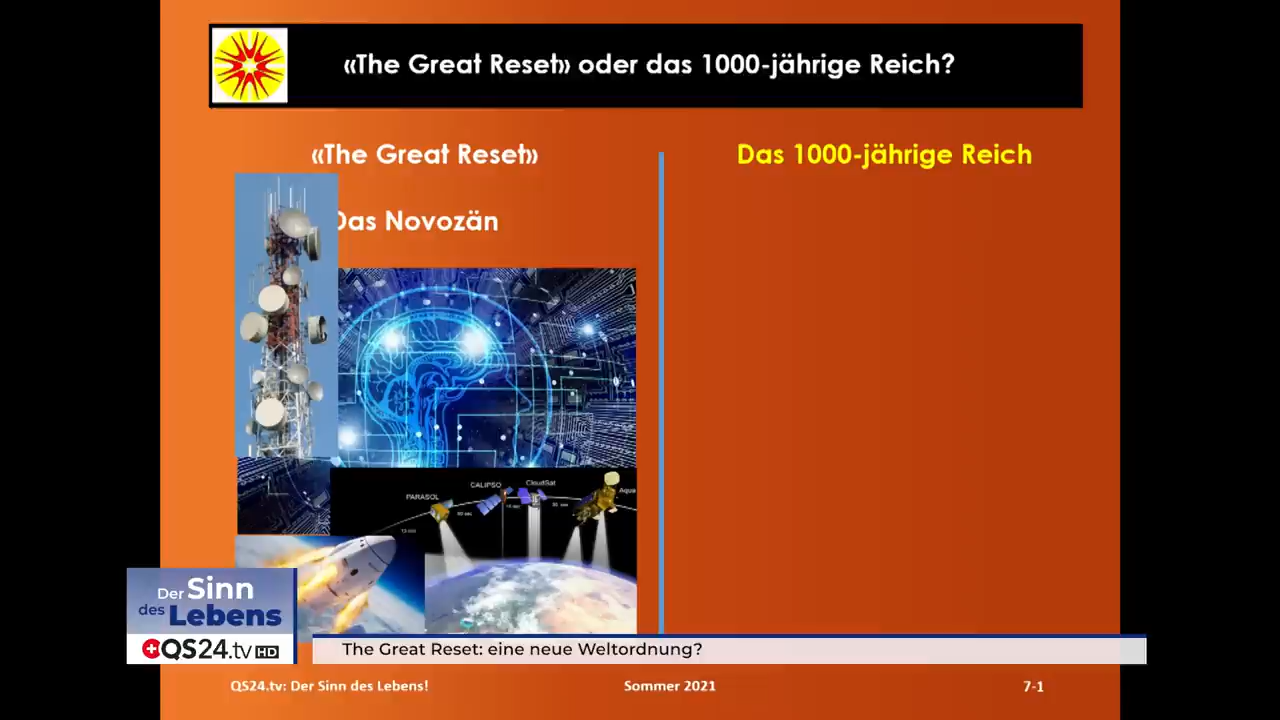 «The Great Reset» oder das 1000-jährige Reich?
«The Great Reset»
Das 1000-jährige Reich
Das Novozän
PARASOL
CALIPSO
CloudSat
Aqua
Der Sinn
des Lebens
QS24.tv HD
The Great Reset: eine neue Weltordnung?
QS24.tv: Der Sinn des Lebens!
Sommer 2021
7-1